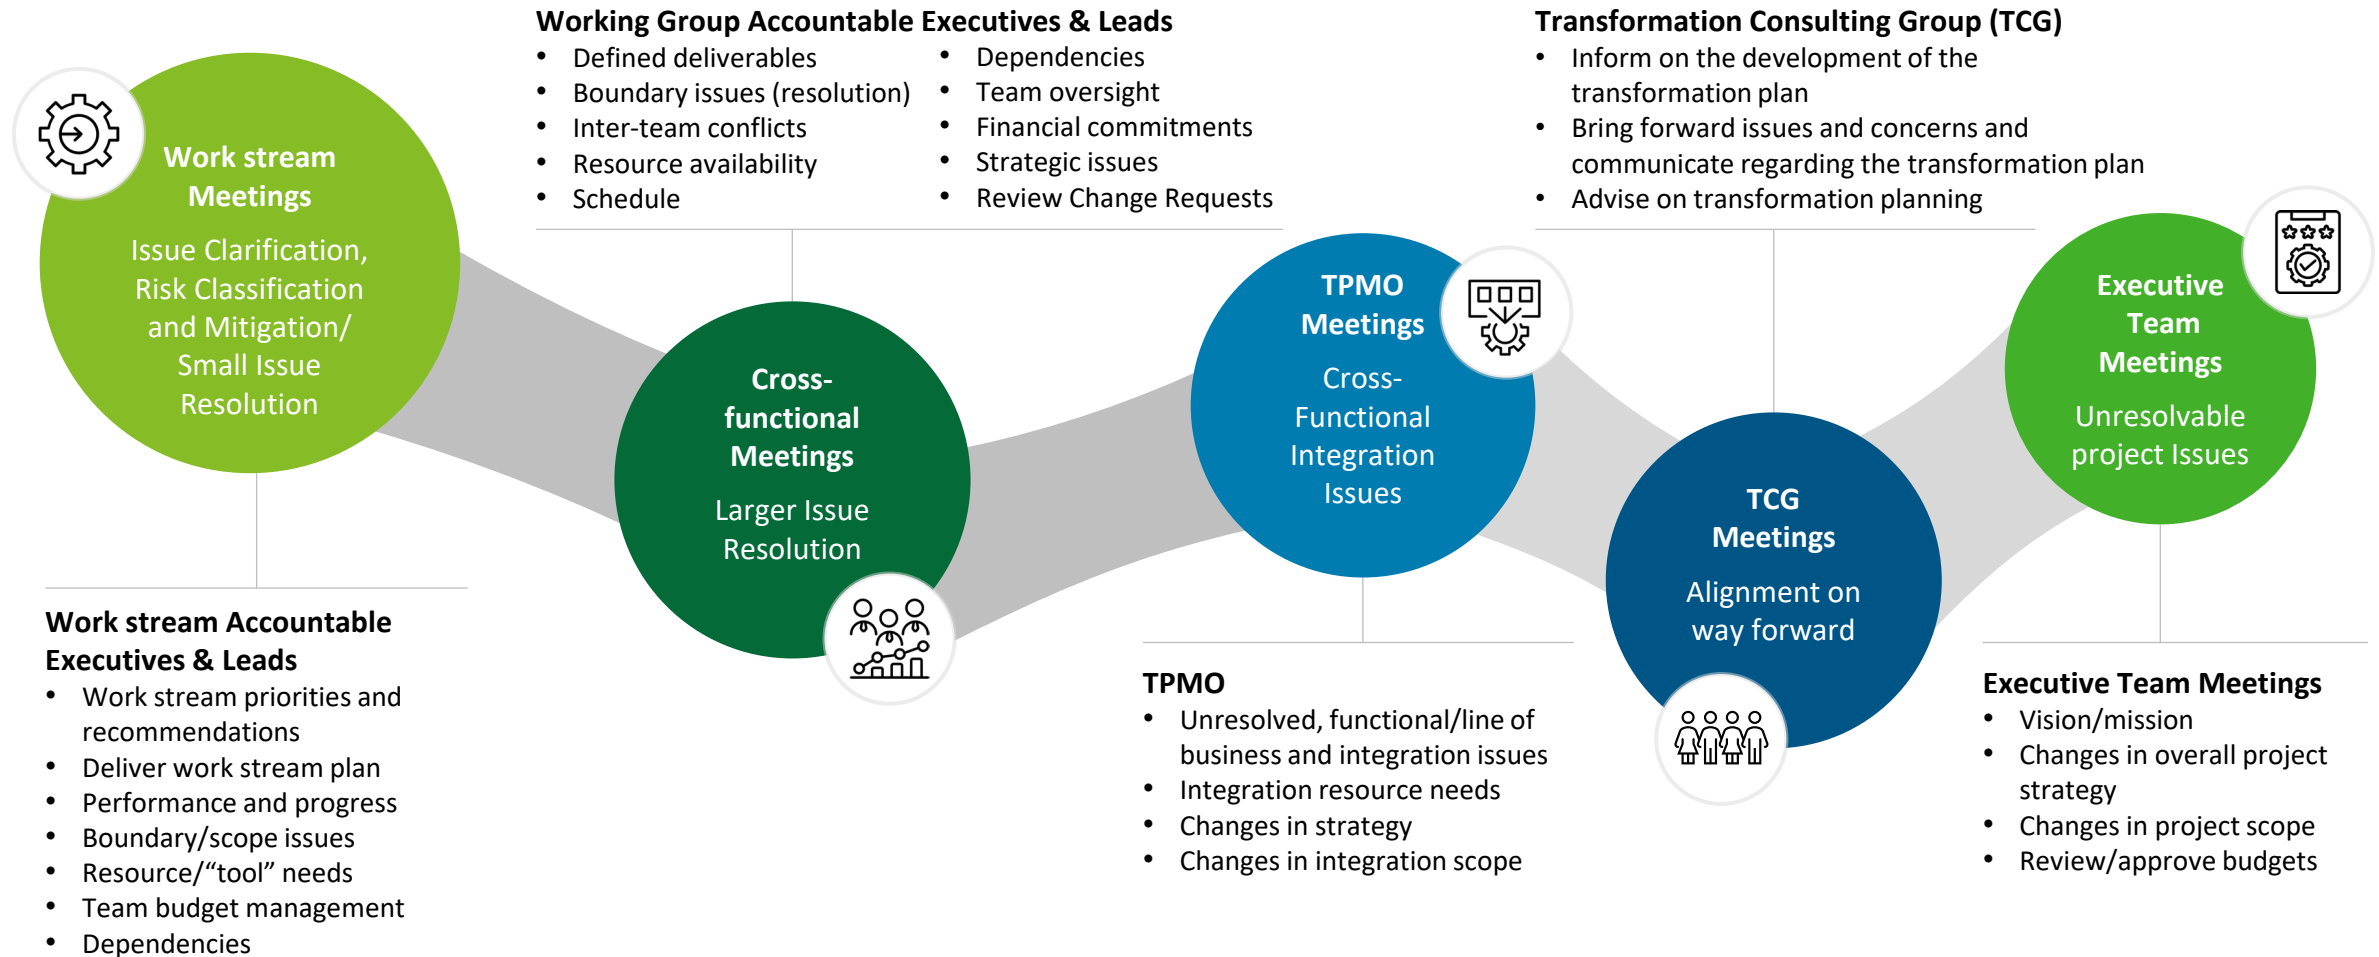 Work stream
Meetings
Issue Clarification,
Risk Classification
and Mitigation/
Small Issue
Resolution
Work stream Accountable
Executives & Leads
• Work stream priorities and
recommendations
• Deliver work stream plan
• Performance and progress
• Boundary/scope issues
• Resource/“tool” needs
• Team budget management
• Dependencies
Working Group Accountable Executives & Leads
• Defined deliverables
• Boundary issues (resolution)
• Inter-team conflicts
• Resource availability
• Schedule
• Dependencies
• Team oversight
• Financial commitments
• Strategic issues
• Review Change Requests
Cross-
functional
Meetings
Larger Issue
Resolution
TPMO
Meetings
Cross-
Functional
Integration
Issues
TPMO
• Unresolved, functional/line of
business and integration issues
• Integration resource needs
• Changes in strategy
• Changes in integration scope
Transformation Consulting Group (TCG)
• Inform on the development of the
transformation plan
• Bring forward issues and concerns and
communicate regarding the transformation plan
• Advise on transformation planning
TCG
Meetings
Alignment on
way forward
Executive
Team
Meetings
Unresolvable
project Issues
Executive Team Meetings
• Vision/mission
• Changes in overall project
strategy
• Changes in project scope
• Review/approve budgets